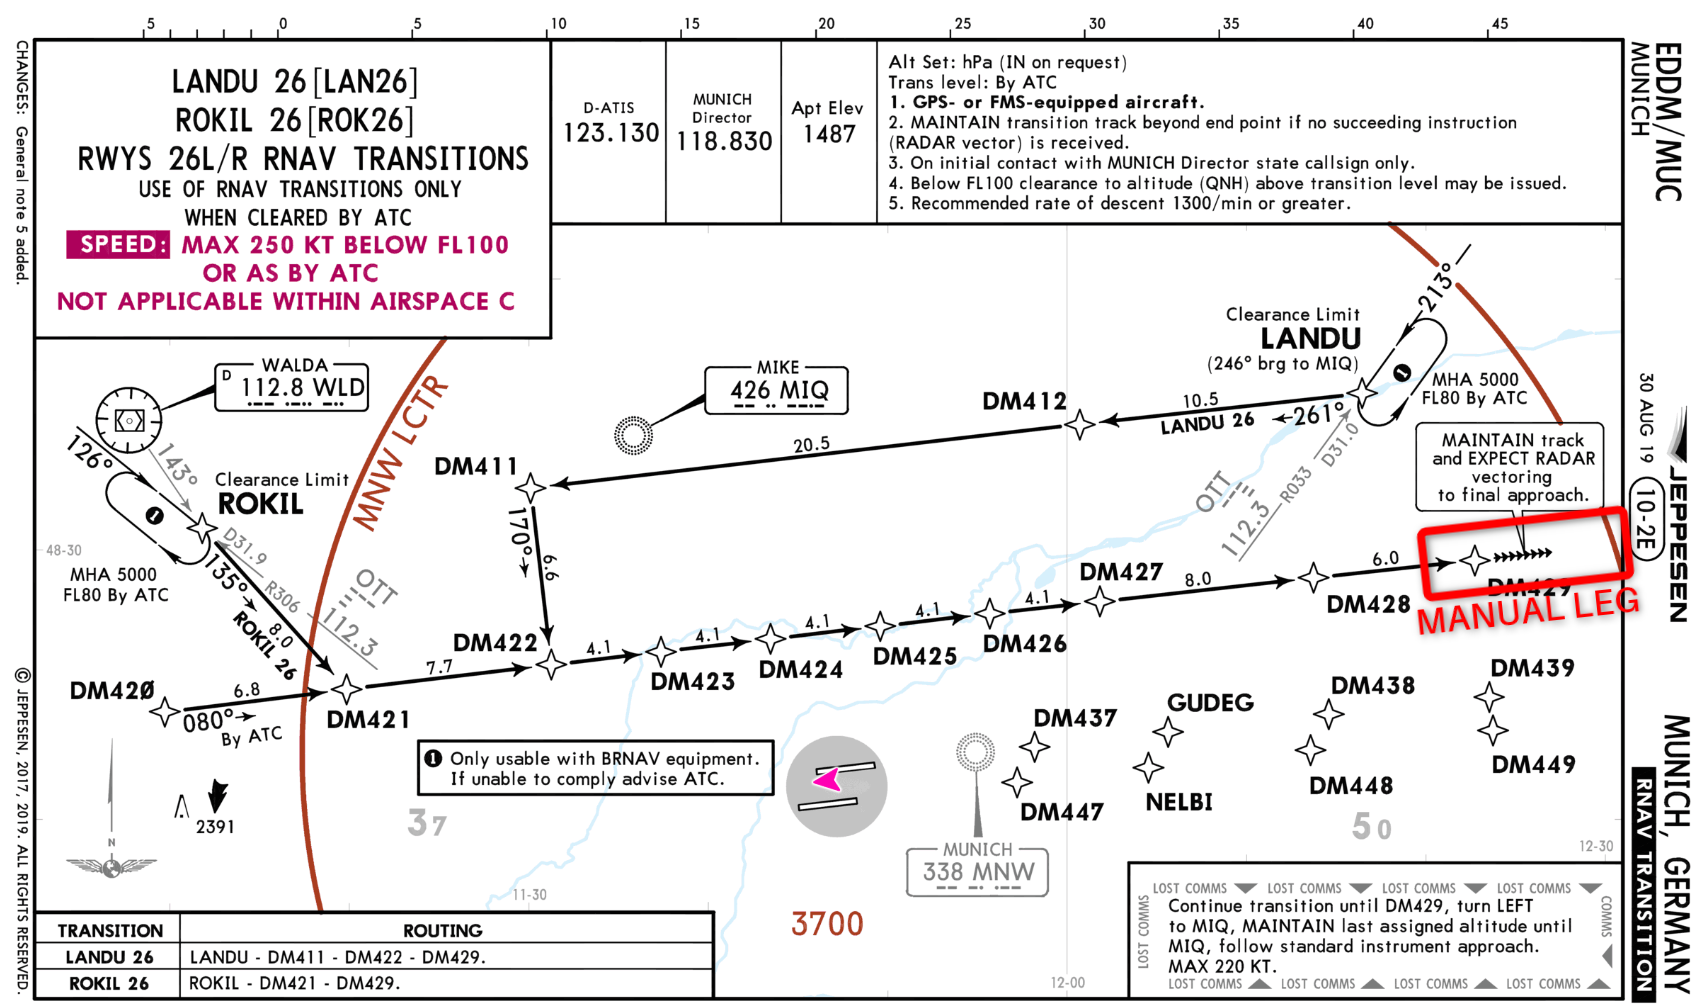 5 0 5 10 15 20 25 30 35 40 45
CHANGES: General note 5 added.
© JEPPESEN, 2017, 2019. ALL RIGHTS RESERVED.
LANDU 26 [LAN26]
ROKIL 26 [ROK26]
RWYS 26L/R RNAV TRANSITIONS
USE OF RNAV TRANSITIONS ONLY
WHEN CLEARED BY ATC
SPEED: MAX 250 KT BELOW FL100
OR AS BY ATC
NOT APPLICABLE WITHIN AIRSPACE C
D-ATIS
123.130
MUNICH
Director
118.830
Apt Elev
1487
Alt Set: hPa (IN on request)
Trans level: By ATC
1. GPS- or FMS-equipped aircraft.
2. MAINTAIN transition track beyond end point if no succeeding instruction
(RADAR vector) is received.
3. On initial contact with MUNICH Director state callsign only.
4. Below FL100 clearance to altitude (QNH) above transition level may be issued.
5. Recommended rate of descent 1300/min or greater.
EDDM/MUC
MUNICH
30 AUG 19
10-2E
JEPPESEN
MUNICH, GERMANY
RNAV TRANSITION
WALDA
D 112.8 WLD
126°
143°
Clearance Limit
ROKIL
1
MHA 5000
FL80 By ATC
48-30
D31.9
R306
OTT
112.3
135°
8.0
ROKIL 26
MNW LCTR
MIKE
426 MIQ
DM411
20.5
DM412
10.5
LANDU 26
261°
Clearance Limit
LANDU
(246° brg to MIQ)
213°
1
MHA 5000
FL80 By ATC
D31.0
R033
OTT
112.3
MAINTAIN track
and EXPECT RADAR
vectoring
to final approach.
170°
6.6
DM420
6.8
080°
By ATC
DM421
7.7
DM422
4.1
DM423
4.1
DM424
4.1
DM425
4.1
DM426
4.1
DM427
8.0
DM428
6.0
DM429
MANUAL LEG
DM439
DM438
GUDEG
DM437
DM449
DM448
NELBI
DM447
1 Only usable with BRNAV equipment.
If unable to comply advise ATC.
2391
N
37
50
MUNICH
338 MNW
3700
11-30
12-00
12-30
TRANSITION ROUTING
LANDU 26 LANDU - DM411 - DM422 - DM429.
ROKIL 26 ROKIL - DM421 - DM429.
LOST COMMS LOST COMMS LOST COMMS LOST COMMS
LOST COMMS
Continue transition until DM429, turn LEFT
to MIQ, MAINTAIN last assigned altitude until
MIQ, follow standard instrument approach.
MAX 220 KT.
COMMS
LOST COMMS LOST COMMS LOST COMMS LOST COMMS